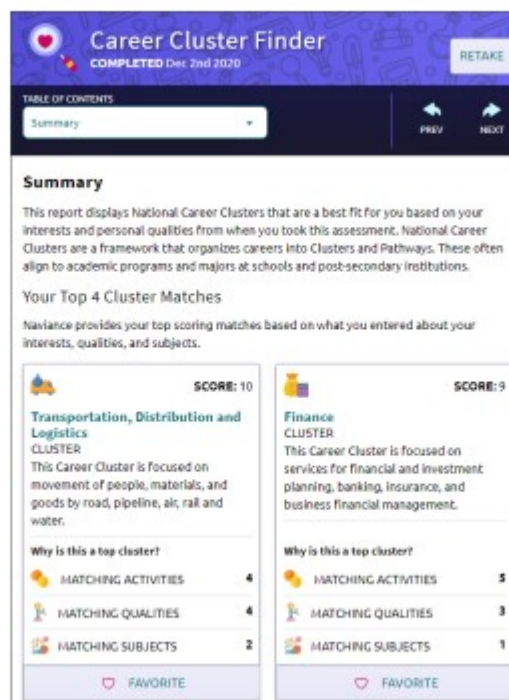 Career Cluster Finder
COMPLETED Dec 2nd 2020
RETAKE
TABLE OF CONTENTS
Summary
PREV
NEXT
Summary
This report displays National Career Clusters that are a best fit for you based on your
interests and personal qualities from when you took this assessment. National Career
Clusters are a framework that organizes careers into Clusters and Pathways. These often
align to academic programs and majors at schools and post-secondary institutions.
Your Top 4 Cluster Matches
Naviance provides your top scoring matches based on what you entered about your
interests, qualities, and subjects.
SCORE: 10
Transportation, Distribution and
Logistics
CLUSTER
This Career Cluster is focused on
movement of people, materials, and
goods by road, pipeline, air, rail and
water.
Why is this a top cluster?
MATCHING ACTIVITIES 4
MATCHING QUALITIES 4
MATCHING SUBJECTS 2
FAVORITE
SCORE: 9
Finance
CLUSTER
This Career Cluster is focused on
services for financial and investment
planning, banking, insurance, and
business financial management.
Why is this a top cluster?
MATCHING ACTIVITIES 5
MATCHING QUALITIES 3
MATCHING SUBJECTS 1
FAVORITE